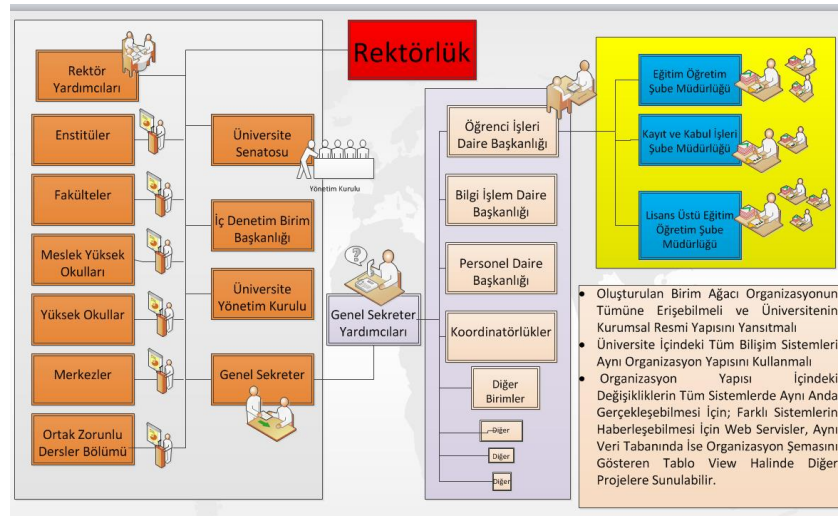 Rektörlük
Rektör
Yardımcıları
Enstitüler
Fakülteler
Meslek Yüksek
Okulları
Yüksek Okullar
Merkezler
Ortak Zorunlu
Dersler Bölümü
Üniversite
Senatosu
Yönetim Kurulu
İç Denetim Birim
Başkanlığı
Üniversite
Yönetim Kurulu
Genel Sekreter
Genel Sekreter
Yardımcıları
Öğrenci İşleri
Daire Başkanlığı
Bilgi İşlem Daire
Başkanlığı
Personel Daire
Başkanlığı
Koordinatörlükler
Diğer
Birimler
Diğer
Diğer
Diğer
Eğitim Öğretim
Şube Müdürlüğü
Kayıt ve Kabul İşleri
Şube Müdürlüğü
Lisans Üstü Eğitim
Öğretim Şube
Müdürlüğü
• Oluşturulan Birim Ağacı Organizasyonun
Tümüne Erişebilmeli ve Üniversitenin
Kurumsal Resmi Yapısını Yansıtmalı
• Üniversite İçindeki Tüm Bilişim Sistemleri
Aynı Organizasyon Yapısını Kullanmalı
• Organizasyon Yapısı İçindeki
Değişikliklerin Tüm Sistemlerde Aynı Anda
Gerçekleşebilmesi İçin; Farklı Sistemlerin
Haberleşebilmesi İçin Web Servisler, Aynı
Veri Tabanında İse Organizasyon Şemasını
Gösteren Tablo View Halinde Diğer
Projelere Sunulabilir.